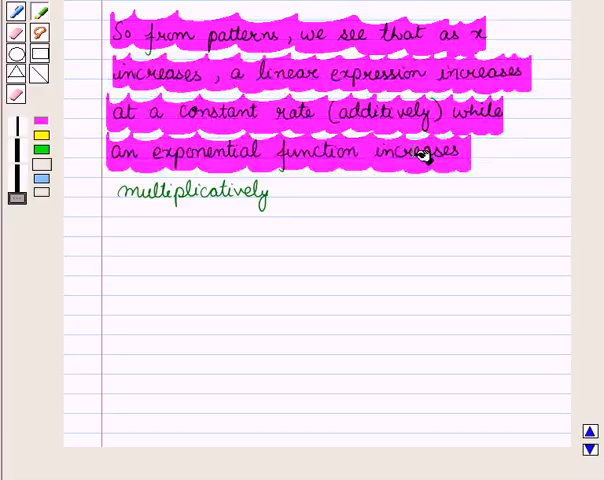 So from patterns, we see that as x
increases, a linear expression increases
at a constant rate (additively) while
an exponential function increases
multiplicatively